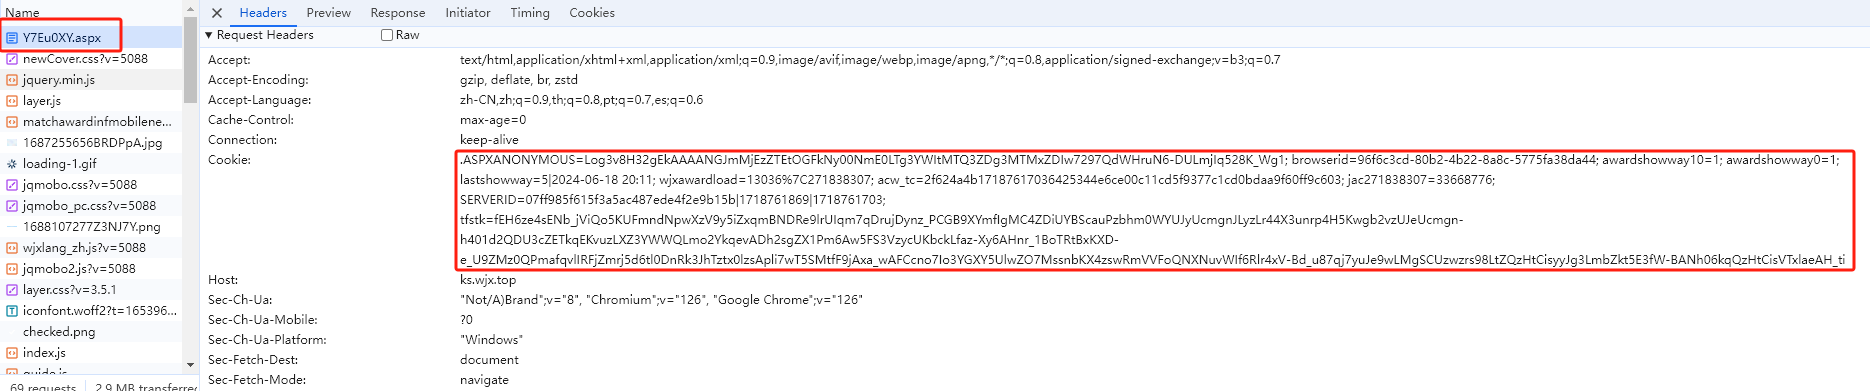 Name
Headers Preview Response Initiator Timing Cookies
Request Headers Raw
Y7Eu0XY.aspx
newCover.css?v=5088
jquery.min.js
layer.js
matchawardinfmobilene...
1687255656BRDPpA.jpg
loading-1.gif
jqmobo.css?v=5088
jqmobo_pc.css?v=5088
1688107277Z3NJ7Y.png
wjxlang_zh.js?v=5088
jqmobo2.js?v=5088
layer.css?v=3.5.1
iconfont.woff2?t=165396...
checked.png
index.js
guide.js
69 requests 2.9 MB transferred
Accept: text/html,application/xhtml+xml,application/xml;q=0.9,image/avif,image/webp,image/apng,*/*;q=0.8,application/signed-exchange;v=b3;q=0.7
Accept-Encoding: gzip, deflate, br, zstd
Accept-Language: zh-CN,zh;q=0.9,th;q=0.8,pt;q=0.7,es;q=0.6
Cache-Control: max-age=0
Connection: keep-alive
Cookie: .ASPXANONYMOUS=Log3v8H32gEkAAAANGJmMjEzZTEtOGFkNy00NmE0LTg3YWItMTQ3ZDg3MTMxZDIw7297QdWHruN6-DULmjIq528K_Wg1; browserid=96f6c3cd-80b2-4b22-8a8c-5775fa38da44; awardshowway10=1; awardshowway0=1;
lastshowway=5|2024-06-18 20:11; wjxawardload=13036%7C271838307; acw_tc=2f624a4b17187617036425344e6ce00c11cd5f9377c1cd0bdaa9f60ff9c603; jac271838307=33668776;
SERVERID=07ff985f615f3a5ac487ede4f2e9b15b|1718761869|1718761703;
tfstk=fEH6ze4sENb_jViQo5KUFmndNpwXzV9y5iZxqmBNDRe9lrUIqm7qDrujDynz_PCGB9XYmfIgMC4ZDiUYBScauPzbhm0WYUJyUcmgnJLyzLr44X3unrp4H5Kwgb2vzUJeUcmgn-
h401d2QDU3cZETkqEKvuzLXZ3YWWQLmo2YkqevADh2sgZX1Pm6Aw5FS3VzycUKbckLfaz-Xy6AHnr_1BoTRtBxKXD-
e_U9ZMz0QPmafqvlIRFjZmrj5d6tl0DnRk3JhTztx0lzsApli7wT5SMtfF9jAxa_wAFCcno7Io3YGXY5UlwZO7MssnbKX4zswRmVVFoQNXNuvWIf6Rlr4xV-Bd_u87qj7yuJe9wLMgSCUzwzrs98LtZQzHtCisyyJg3LmbZkt5E3fW-BANh06kqQzHtCisVTxlaeAH_ti
Host: ks.wjx.top
Sec-Ch-Ua: "Not/A)Brand";v="8", "Chromium";v="126", "Google Chrome";v="126"
Sec-Ch-Ua-Mobile: ?0
Sec-Ch-Ua-Platform: "Windows"
Sec-Fetch-Dest: document
Sec-Fetch-Mode: navigate